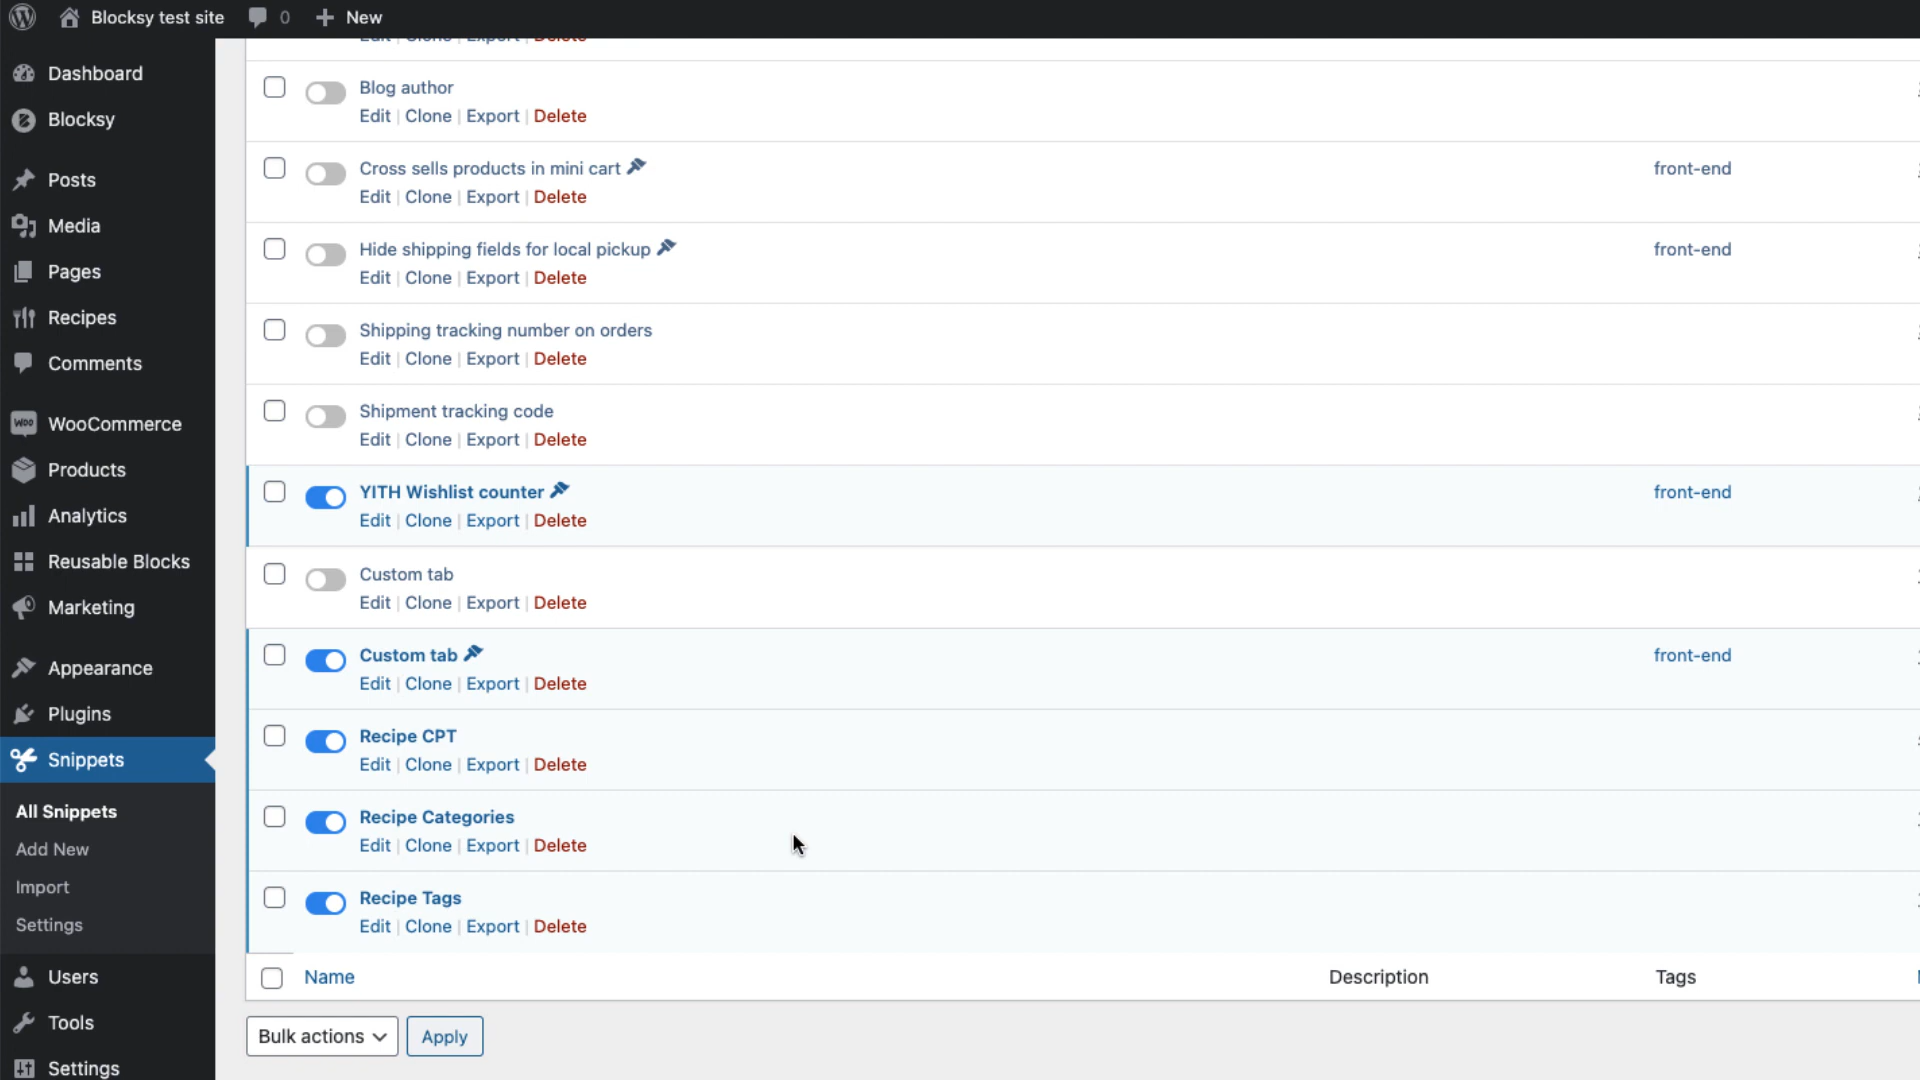 Blocksy test site 0 New
Edit | Clone | Export | Delete
Dashboard
Blocksy
Posts
Media
Pages
Recipes
Comments
WooCommerce
Products
Analytics
Reusable Blocks
Marketing
Appearance
Plugins
Snippets
All Snippets
Add New
Import
Settings
Users
Tools
Settings
Blog author
Edit | Clone | Export | Delete
Cross sells products in mini cart front-end
Edit | Clone | Export | Delete
Hide shipping fields for local pickup front-end
Edit | Clone | Export | Delete
Shipping tracking number on orders
Edit | Clone | Export | Delete
Shipment tracking code
Edit | Clone | Export | Delete
YITH Wishlist counter front-end
Edit | Clone | Export | Delete
Custom tab
Edit | Clone | Export | Delete
Custom tab front-end
Edit | Clone | Export | Delete
Recipe CPT
Edit | Clone | Export | Delete
Recipe Categories
Edit | Clone | Export | Delete
Recipe Tags
Edit | Clone | Export | Delete
Name Description Tags
Bulk actions Apply